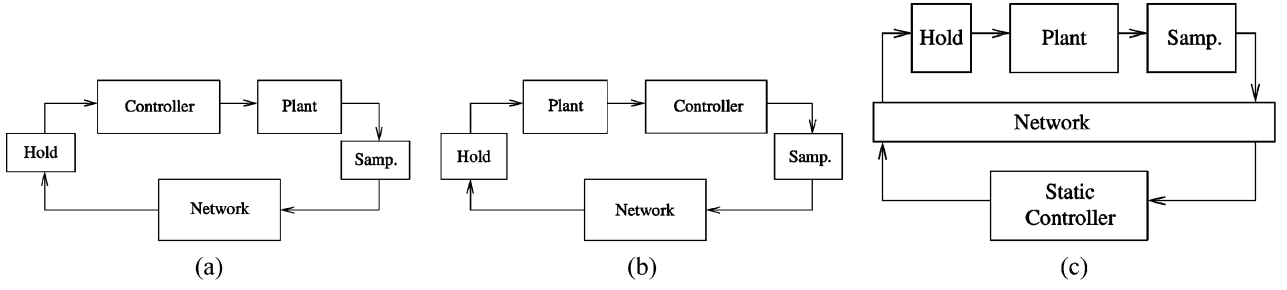 Controller
Plant
Hold
Samp.
Network
(a)
Plant
Controller
Hold
Samp.
Network
(b)
Hold
Plant
Samp.
Network
Static
Controller
(c)